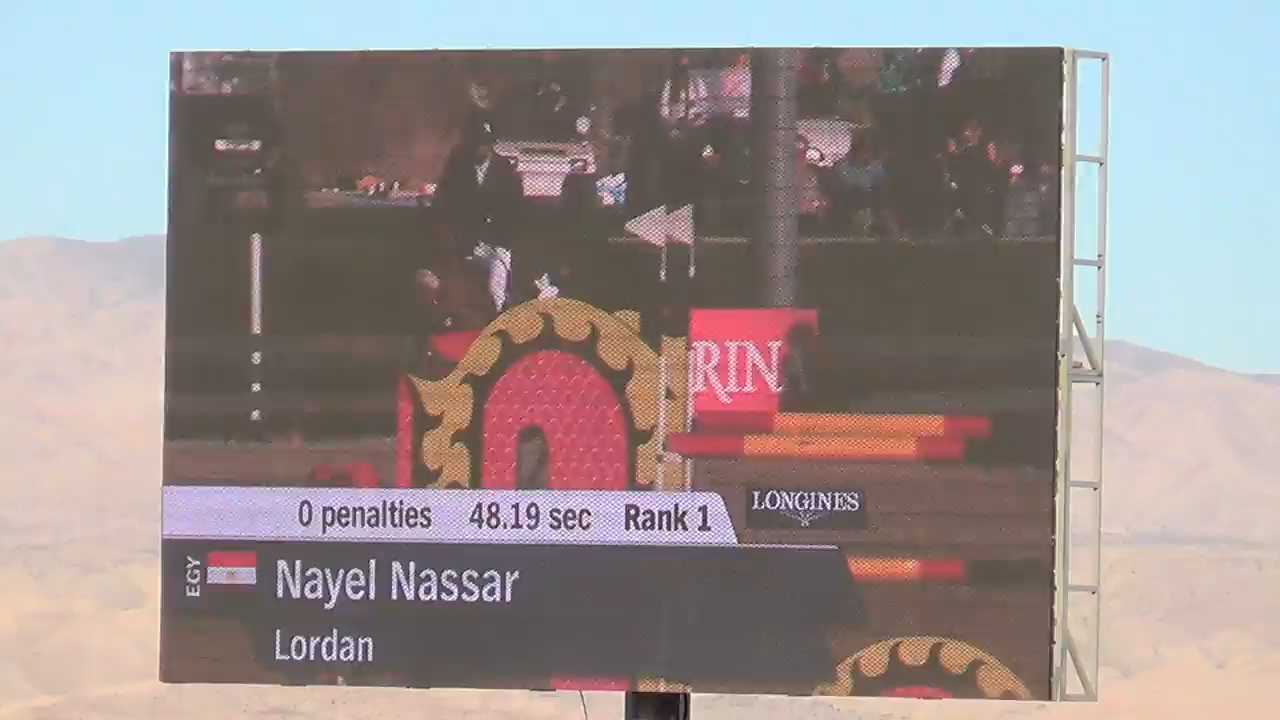 RIN
0 penalties 48.19 sec Rank 1
LONGINES
EGY
Nayel Nassar
Lordan